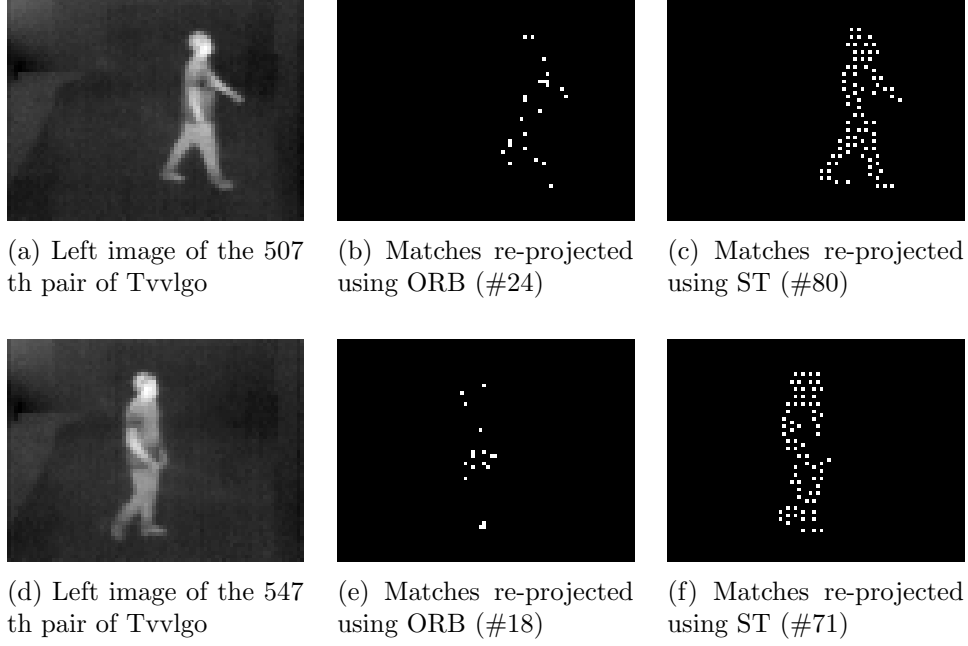 (a) Left image of the 507
th pair of Tvvlgo
(b) Matches re-projected
using ORB (#24)
(c) Matches re-projected
using ST (#80)
(d) Left image of the 547
th pair of Tvvlgo
(e) Matches re-projected
using ORB (#18)
(f) Matches re-projected
using ST (#71)